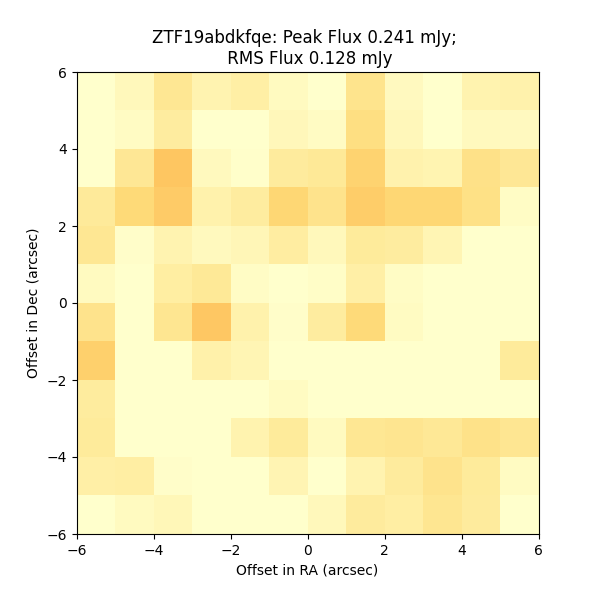 ZTF19abdkfqe: Peak Flux 0.241 mJy;
RMS Flux 0.128 mJy
6
4
2
0
−2
−4
−6
Offset in Dec (arcsec)
−6 −4 −2 0 2 4 6
Offset in RA (arcsec)